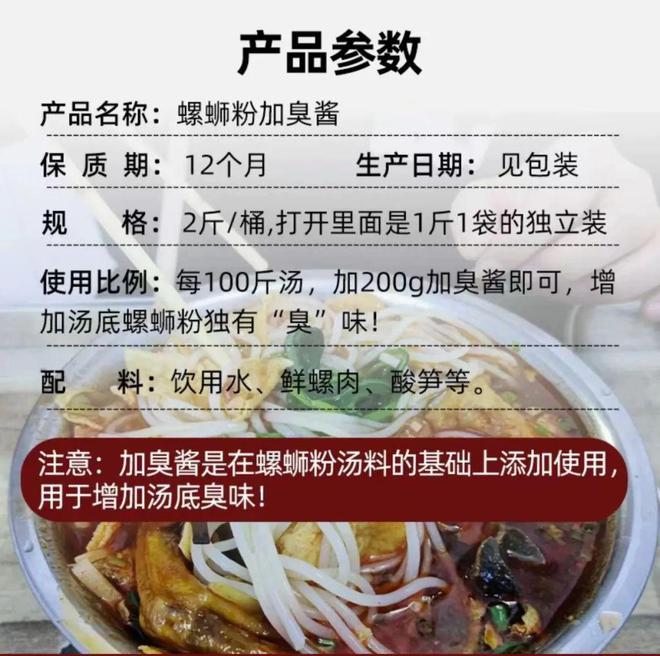 产品参数
产品名称：螺蛳粉加臭酱
保 质 期：12个月 生产日期：见包装
规 格：2斤/桶,打开里面是1斤1袋的独立装
使用比例：每100斤汤，加200g加臭酱即可，增
加汤底螺蛳粉独有“臭”味！
配 料：饮用水、鲜螺肉、酸笋等。
注意：加臭酱是在螺蛳粉汤料的基础上添加使用，
用于增加汤底臭味！